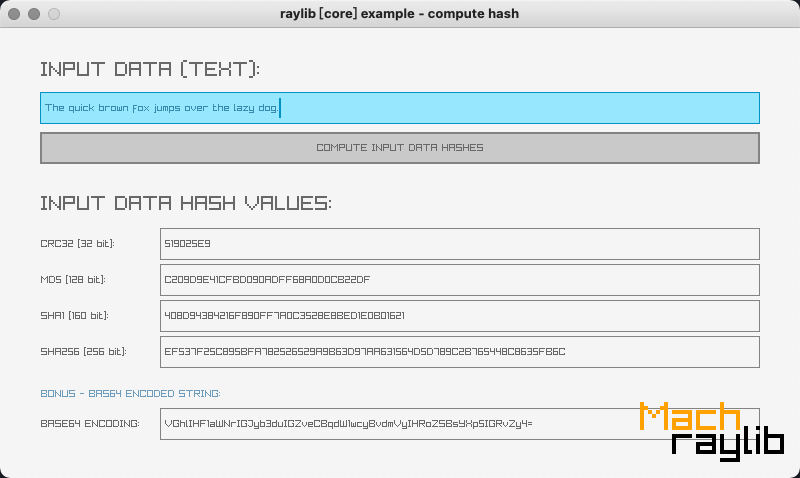 raylib [core] example - compute hash
INPUT DATA (TEXT):
The quick brown fox jumps over the lazy dog.
COMPUTE INPUT DATA HASHES
INPUT DATA HASH VALUES:
CRC32 [32 bit]: 519025E9
MD5 [128 bit]: C209D9E41CFBD090ADFF68A0D0CB22DF
SHA1 [160 bit]: 408D94384216F890FF7A0C3528E8BED1E0B01621
SHA256 [256 bit]: EF537F25C895BFA782526529A9B63D97AA631564D5D789C2B765448C8635FB6C
BONUS - BAS64 ENCODED STRING:
BASE64 ENCODING: VGhlIHF1aWNrIGJyb3duIGZveCBqdW1wcyBvdmVyIHRoZSBsYXp5IGRvZy4=
Mach
raylib